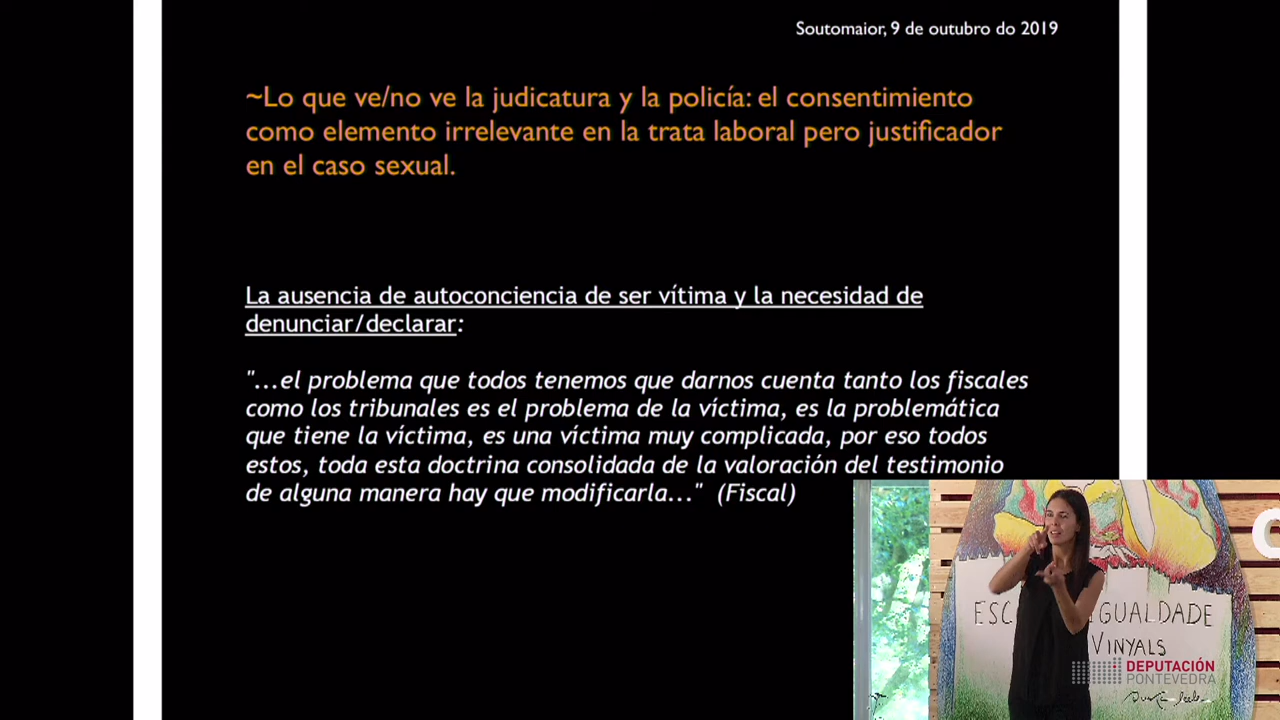 Soutomaior, 9 de outubro do 2019
~Lo que ve/no ve la judicatura y la policía: el consentimiento
como elemento irrelevante en la trata laboral pero justificador
en el caso sexual.
La ausencia de autoconciencia de ser vítima y la necesidad de
denunciar/declarar:
"...el problema que todos tenemos que darnos cuenta tanto los fiscales
como los tribunales es el problema de la víctima, es la problemática
que tiene la víctima, es una víctima muy complicada, por eso todos
estos, toda esta doctrina consolidada de la valoración del testimonio
de alguna manera hay que modificarla..." (Fiscal)
GUALDADE
VINYALS
DEPUTACIÓN
PONTEVEDRA